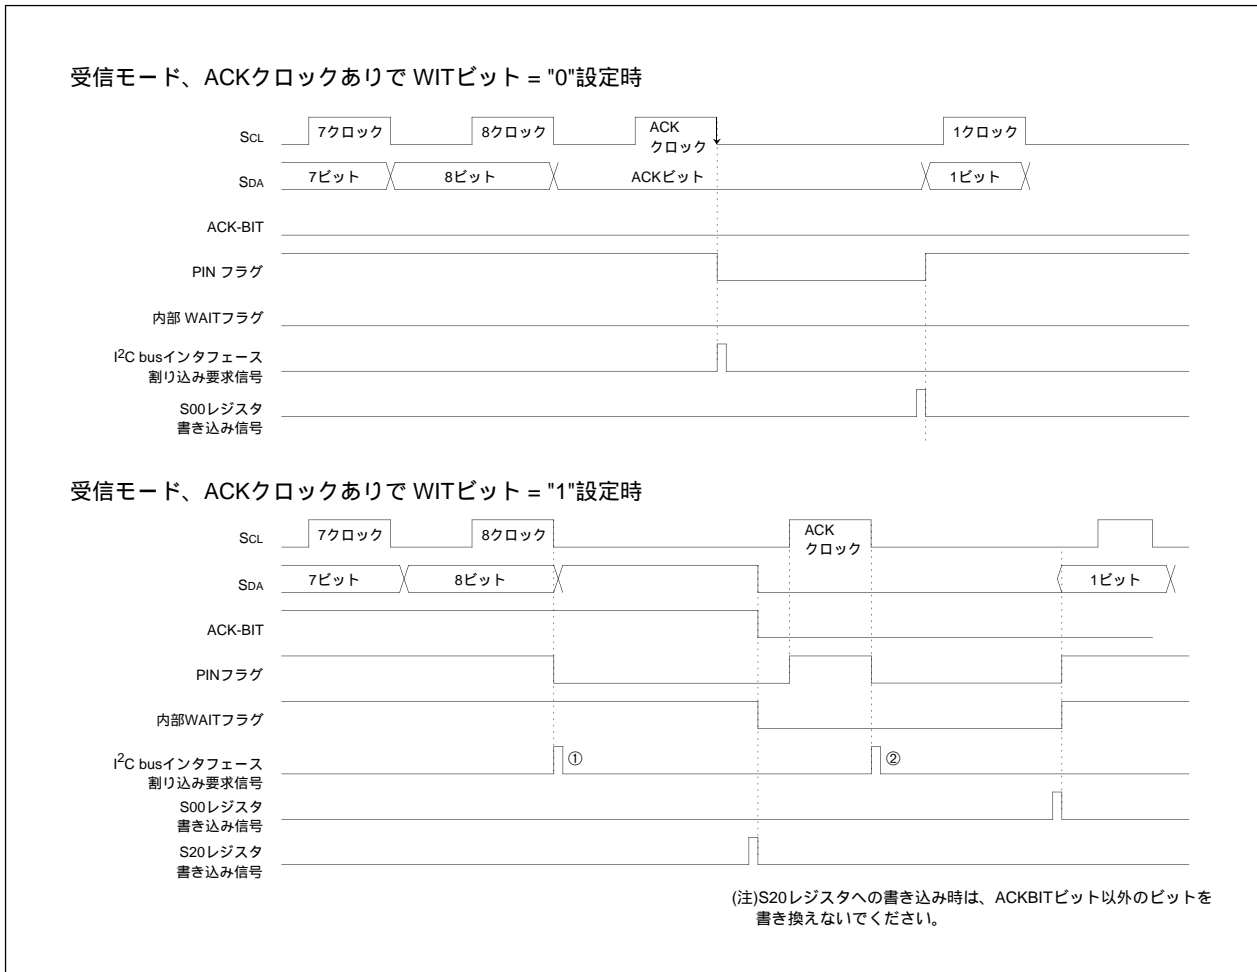 受信モード、ACKクロックありで WITビット = "0"設定時
SCL
7クロック
8クロック
ACK
クロック
1クロック
SDA
7ビット
8ビット
ACKビット
1ビット
ACK-BIT
PIN フラグ
内部 WAITフラグ
I2C busインタフェース
割り込み要求信号
S00レジスタ
書き込み信号
受信モード、ACKクロックありで WITビット = "1"設定時
SCL
7クロック
8クロック
ACK
クロック
SDA
7ビット
8ビット
1ビット
ACK-BIT
PINフラグ
内部WAITフラグ
I2C busインタフェース
割り込み要求信号
①
②
S00レジスタ
書き込み信号
S20レジスタ
書き込み信号
(注)S20レジスタへの書き込み時は、ACKBITビット以外のビットを
書き換えないでください。